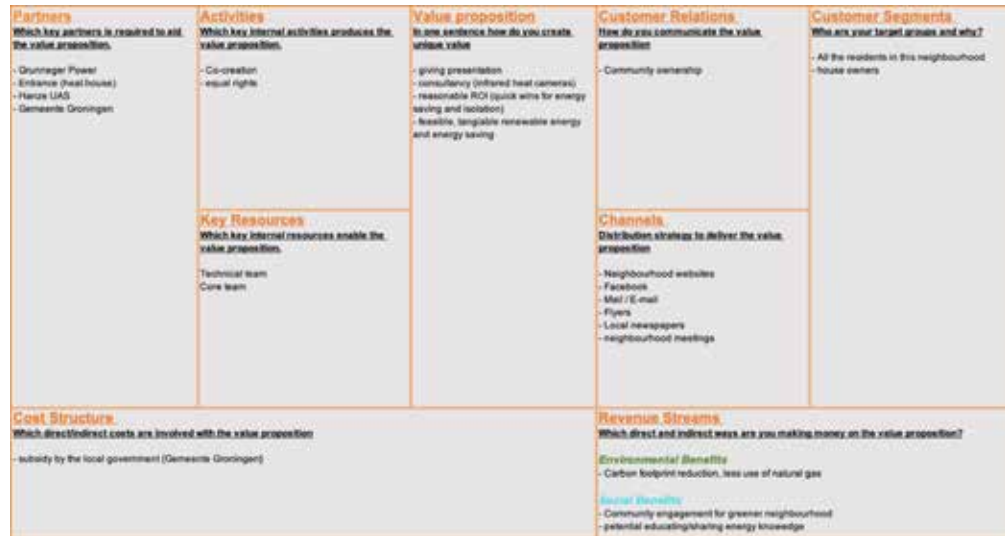 Partners
Which key partners is required to aid
the value proposition.
- Grunneger Power
- Entrance (heat house)
- Hanze UAS
- Gemeente Groningen
Activities
Which key internal activities produces the
value proposition.
- Co-creation
- equal rights
Key Resources
Which key internal resources enable the
value proposition.
Technical team
Core team
Value proposition
In one sentence how do you create
unique value
- giving presentation
- consultancy (infrared heat cameras)
- reasonable ROI (quick wins for energy
saving and isolation)
- feasible, tangiable renewable energy
and energy saving
Customer Relations
How do you communicate the value
proposition
- Community ownership
Channels
Distribution strategy to deliver the value
proposition
- Neighbourhood websites
- Facebook
- Mail / E-mail
- Flyers
- Local newspapers
- neighbourhood meetings
Customer Segments
Who are your target groups and why?
- All the residents in this neighbourhood
- house owners
Cost Structure
Which direct/indirect costs are involved with the value proposition
- subsidy by the local government (Gemeente Groningen)
Revenue Streams
Which direct and indirect ways are you making money on the value proposition?
Environmental Benefits
- Carbon footprint reduction, less use of natural gas
Social Benefits
- Community engagement for greener neighbourhood
- potential educating/sharing energy knowedge